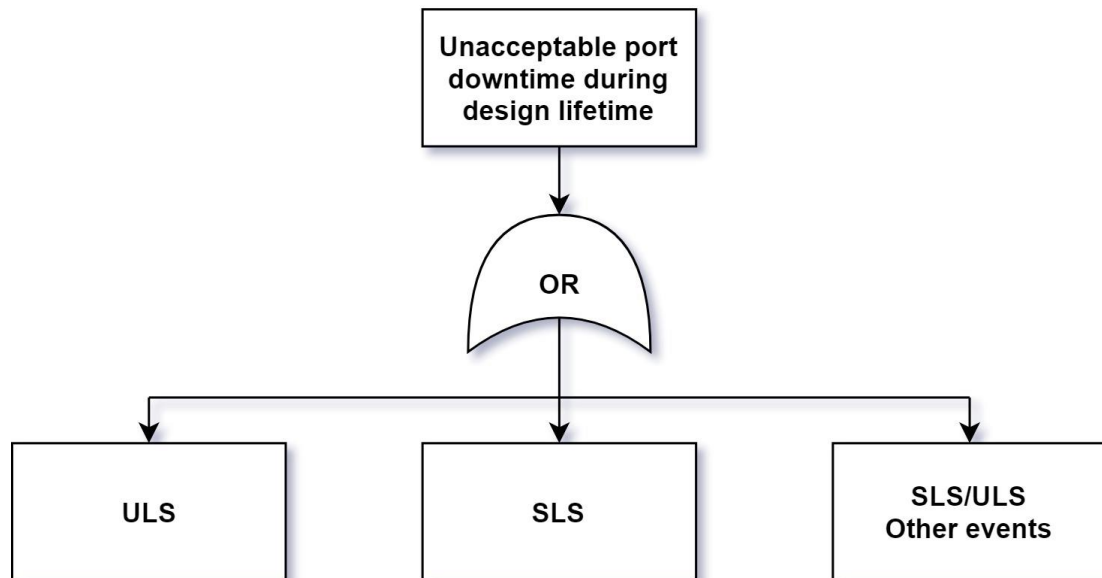 Unacceptable port
downtime during
design lifetime
OR
ULS
SLS
SLS/ULS
Other events